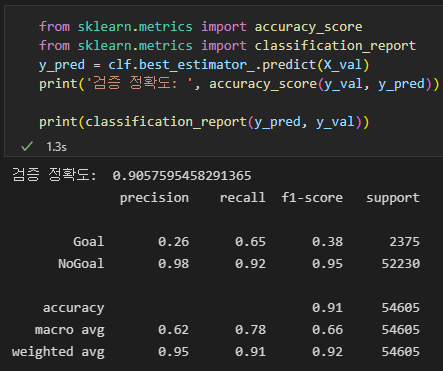 from sklearn.metrics import accuracy_score
from sklearn.metrics import classification_report
y_pred = clf.best_estimator_.predict(X_val)
print('검증 정확도: ', accuracy_score(y_val, y_pred))
print(classification_report(y_pred, y_val))
1.3s
검증 정확도:  0.9057595458291365
precision recall f1-score support
Goal 0.26 0.65 0.38 2375
NoGoal 0.98 0.92 0.95 52230
accuracy 0.91 54605
macro avg 0.62 0.78 0.66 54605
weighted avg 0.95 0.91 0.92 54605